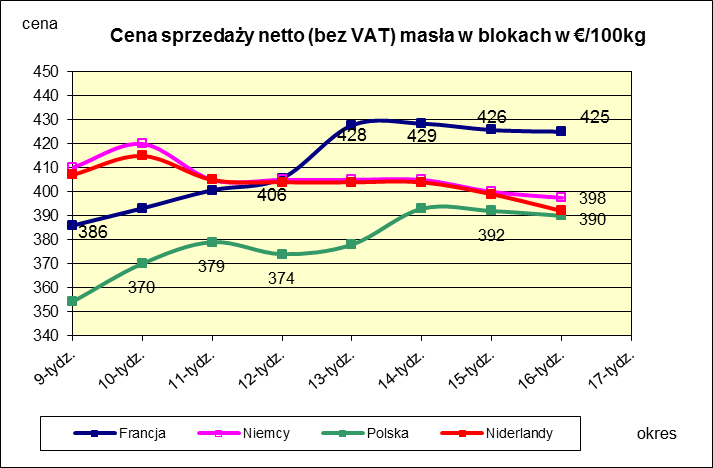 cena
Cena sprzedaży netto (bez VAT) masła w blokach w €/100kg
450
440
430
420
410
400
390
380
370
360
350
340
386
406
428
429
426
425
398
390
370
379
374
392
9-tydz.
10-tydz.
11-tydz.
12-tydz.
13-tydz.
14-tydz.
15-tydz.
16-tydz.
17-tydz.
Francja Niemcy Polska Niderlandy
okres